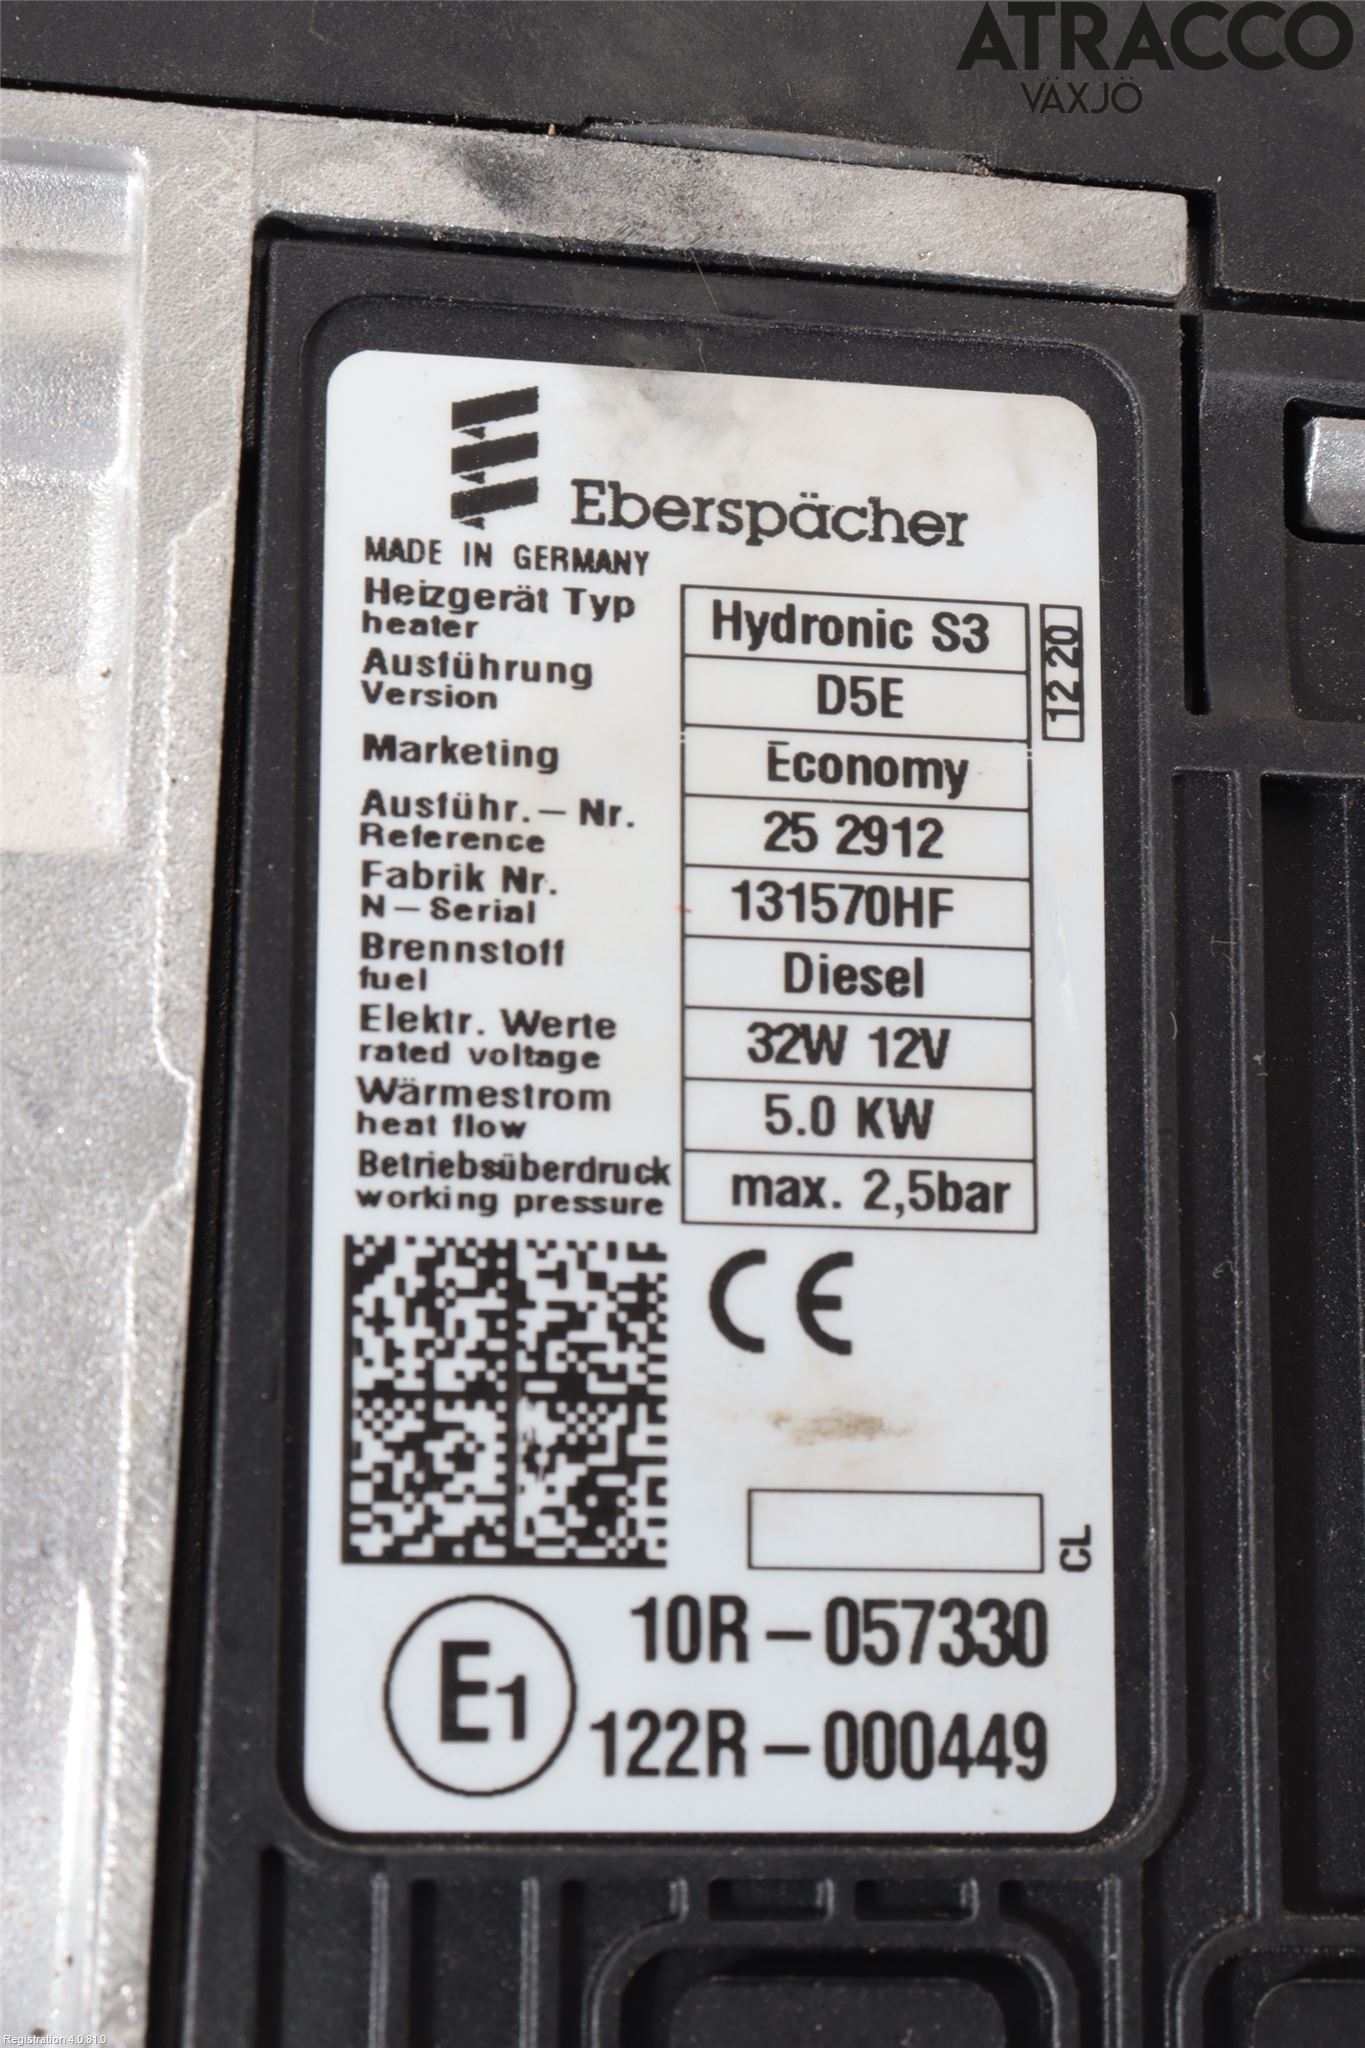 ATRACCO
VÄXJÖ
Eberspächer
MADE IN GERMANY
Heizgerät Typ
heater
Hydronic S3
12 20
Ausführung
Version
D5E
Marketing
Economy
Ausführ. – Nr.
Reference
25 2912
Fabrik Nr.
N – Serial
131570HF
Brennstoff
fuel
Diesel
Elektr. Werte
rated voltage
32W 12V
Wärmestrom
heat flow
5.0 KW
Betriebsüberdruck
working pressure
max. 2,5bar
CE
CL
E1
10R – 057330
122R – 000449
Registration 4.0.81.0